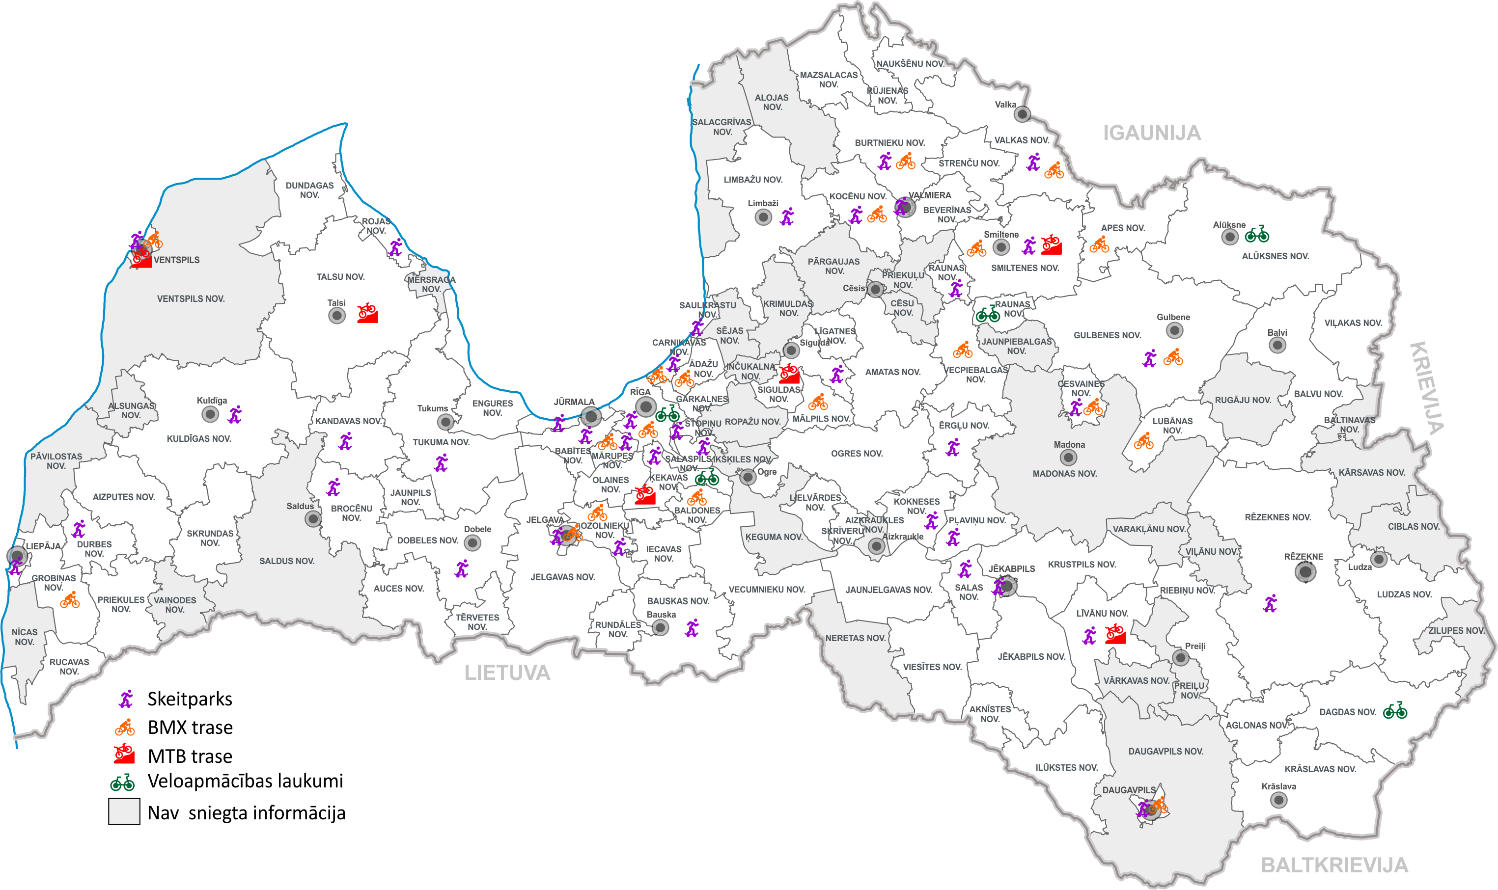 NAUKŠĒNU NOV.
MAZSALACAS
NOV.
RŪJIENAS
NOV.
ALOJAS
NOV.
Valka
SALACGRĪVAS
NOV.
IGAUNIJA
BURTNIEKU NOV.
VALKAS NOV.
STRENČU NOV.
LIMBAŽU NOV.
DUNDAGAS
NOV.
KOCĒNU NOV.
VALMIERA
Limbaži
BEVERĪNAS
NOV.
ROJAS
NOV.
Smiltene
APES NOV.
Alūksne
ALŪKSNES NOV.
VENTSPILS
PĀRGAUJAS
NOV.
PRIEKUĻU
NOV.
RAUNAS
NOV.
SMILTENES NOV.
TALSU NOV.
MĒRSRAGA
NOV.
Cēsis
VENTSPILS NOV.
Talsi
SAULKRASTU
NOV.
KRIMULDAS
NOV.
CĒSU
NOV.
RAUNAS
NOV.
Gulbene
GULBENES NOV.
VIĻAKAS NOV.
SĒJAS
NOV.
LĪGATNES
NOV.
Balvi
CARNIKAVAS
NOV.
Sigulda
JAUNPIEBALGAS
NOV.
KRIEVIJA
ĀDAŽU
NOV.
INČUKALNA
NOV.
AMATAS NOV.
VECPIEBALGAS
NOV.
SIGULDAS
NOV.
CESVAINES
NOV.
BALVU NOV.
RUGĀJU NOV.
ALSUNGAS
NOV.
Kuldīga
Tukums
ENGURES
NOV.
JŪRMALA
RĪGA
GARKALNES
NOV.
MĀLPILS NOV.
LUBĀNAS
NOV.
BALTINAVAS
NOV.
KANDAVAS NOV.
STOPIŅU
NOV.
ROPAŽU NOV.
ĒRGĻU NOV.
KULDĪGAS NOV.
TUKUMA NOV.
BABĪTES
NOV.
MĀRUPES
NOV.
SALASPILS
NOV.
IKŠĶILES NOV.
OGRES NOV.
Madona
MADONAS NOV.
PĀVILOSTAS
NOV.
Ogre
KĀRSAVAS
NOV.
OLAINES
NOV.
ĶEKAVAS
NOV.
AIZPUTES NOV.
JAUNPILS
NOV.
LIELVĀRDES
NOV.
KOKNESES
NOV.
Saldus
BROCĒNU
NOV.
BALDONES
NOV.
RĒZEKNES NOV.
JELGAVA
OZOLNIEKU
NOV.
AIZKRAUKLES
NOV.
PĻAVIŅU NOV.
CIBLAS NOV.
SKRUNDAS
NOV.
Dobele
SKRĪVERU
NOV.
VARAKĻĀNU NOV.
DOBELES NOV.
ĶEGUMA NOV.
Aizkraukle
LIEPĀJA
DURBES
NOV.
IECAVAS
NOV.
VIĻĀNU NOV.
RĒZEKNE
SALDUS NOV.
KRUSTPILS NOV.
Ludza
JĒKABPILS
GROBIŅAS
NOV.
JELGAVAS NOV.
AUCES NOV.
VECUMNIEKU NOV.
JAUNJELGAVAS NOV.
SALAS
NOV.
RIEBIŅU NOV.
LUDZAS NOV.
PRIEKULES
NOV.
VAIŅODES
NOV.
BAUSKAS NOV.
Bauska
LĪVĀNU NOV.
TĒRVETES
NOV.
RUNDĀLES
NOV.
NĪCAS
NOV.
NERETAS NOV.
ZILUPES NOV.
Preiļi
JĒKABPILS NOV.
RUCAVAS
NOV.
LIETUVA
VIESĪTES NOV.
VĀRKAVAS NOV.
PREIĻU
NOV.
AKNĪSTES
NOV.
DAGDAS NOV.
AGLONAS NOV.
DAUGAVPILS NOV.
ILŪKSTES NOV.
KRĀSLAVAS NOV.
DAUGAVPILS
Krāslava
BALTKRIEVIJA
Skeitparks
BMX trase
MTB trase
Veloapmācības laukumi
Nav sniegta informācija